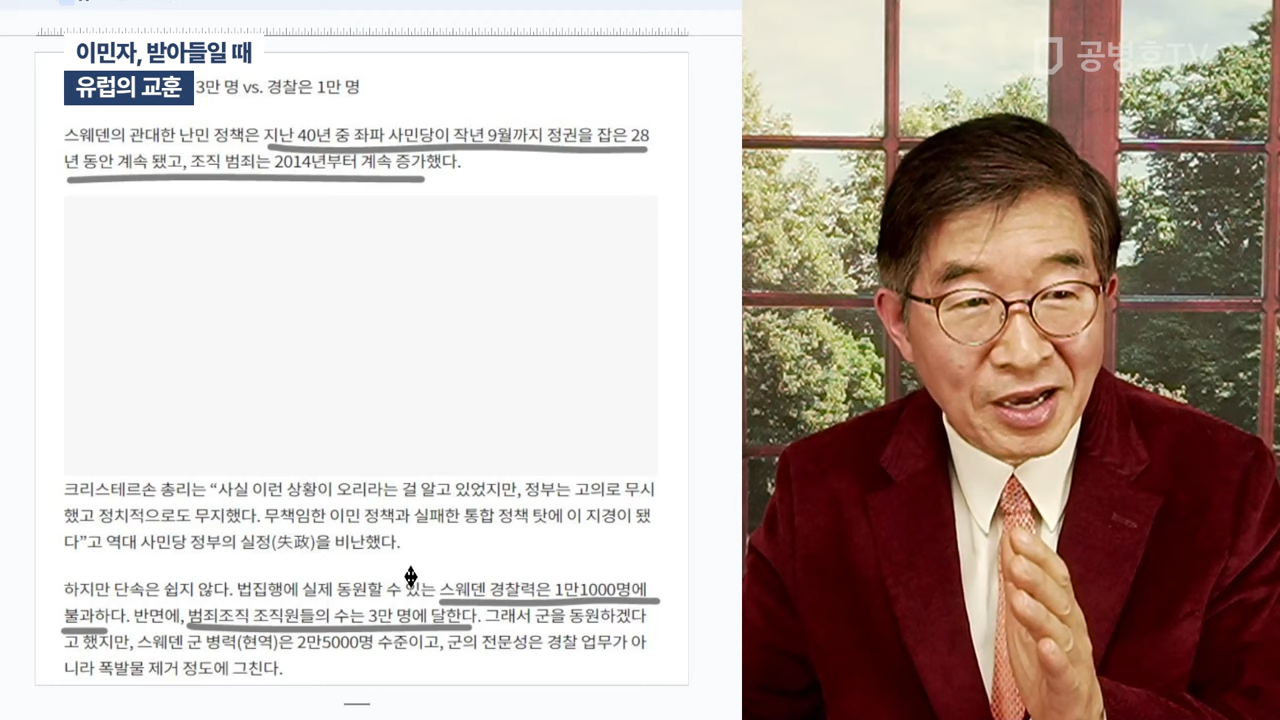 이민자, 받아들일 때
유럽의 교훈
3만 명 vs. 경찰은 1만 명
공병호TV
스웨덴의 관대한 난민 정책은 지난 40년 중 좌파 사민당이 작년 9월까지 정권을 잡은 28
년 동안 계속 됐고, 조직 범죄는 2014년부터 계속 증가했다.
크리스테르손 총리는 “사실 이런 상황이 오리라는 걸 알고 있었지만, 정부는 고의로 무시
했고 정치적으로도 무지했다. 무책임한 이민 정책과 실패한 통합 정책 탓에 이 지경이 됐
다”고 역대 사민당 정부의 실정(失政)을 비난했다.
하지만 단속은 쉽지 않다. 법집행에 실제 동원할 수 있는 스웨덴 경찰력은 1만1000명에
불과하다. 반면에, 범죄조직 조직원들의 수는 3만 명에 달한다. 그래서 군을 동원하겠다
고 했지만, 스웨덴 군 병력(현역)은 2만5000명 수준이고, 군의 전문성은 경찰 업무가 아
니라 폭발물 제거 정도에 그친다.